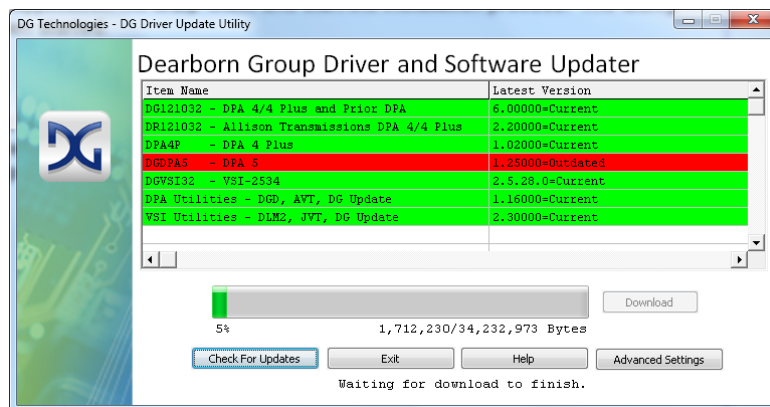 DG Technologies - DG Driver Update Utility
Dearborn Group Driver and Software Updater
Item Name Latest Version
DG121032 - DPA 4/4 Plus and Prior DPA 6.00000=Current
DR121032 - Allison Transmissions DPA 4/4 Plus 2.20000=Current
DPA4P - DPA 4 Plus 1.02000=Current
DGDPA5 - DPA 5 1.25000=Outdated
DGVSI32 - VSI-2534 2.5.28.0=Current
DPA Utilities - DGD, AVT, DG Update 1.16000=Current
VSI Utilities - DLM2, JVT, DG Update 2.30000=Current
DG
Download
5% 1,712,230/34,232,973 Bytes
Check For Updates Exit Help Advanced Settings
Waiting for download to finish.